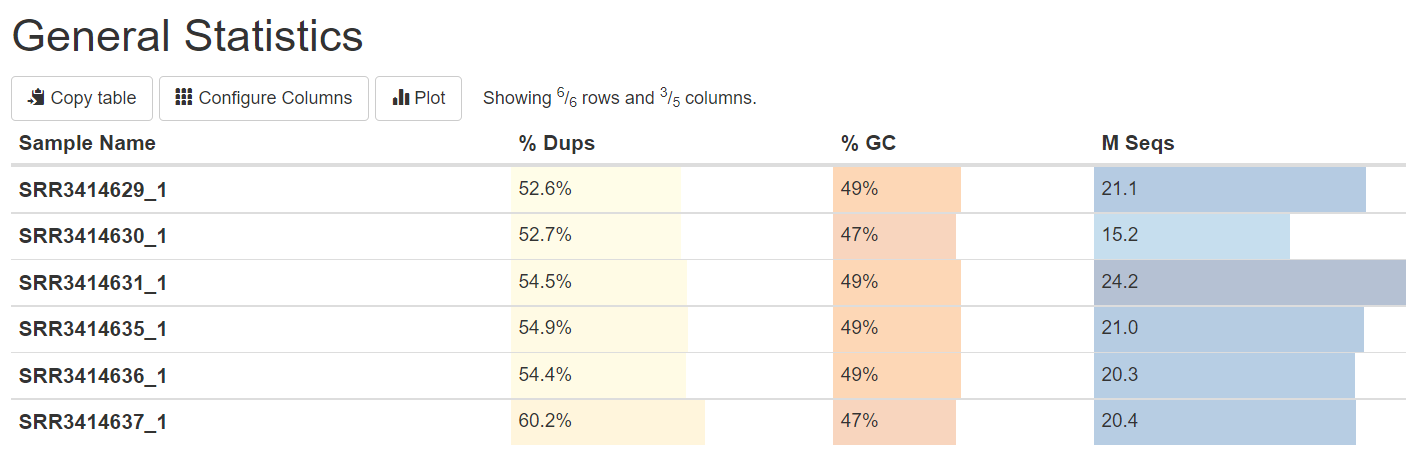 General Statistics
Copy table Configure Columns Plot Showing 6/6 rows and 3/5 columns.
Sample Name % Dups % GC M Seqs
SRR3414629_1 52.6% 49% 21.1
SRR3414630_1 52.7% 47% 15.2
SRR3414631_1 54.5% 49% 24.2
SRR3414635_1 54.9% 49% 21.0
SRR3414636_1 54.4% 49% 20.3
SRR3414637_1 60.2% 47% 20.4